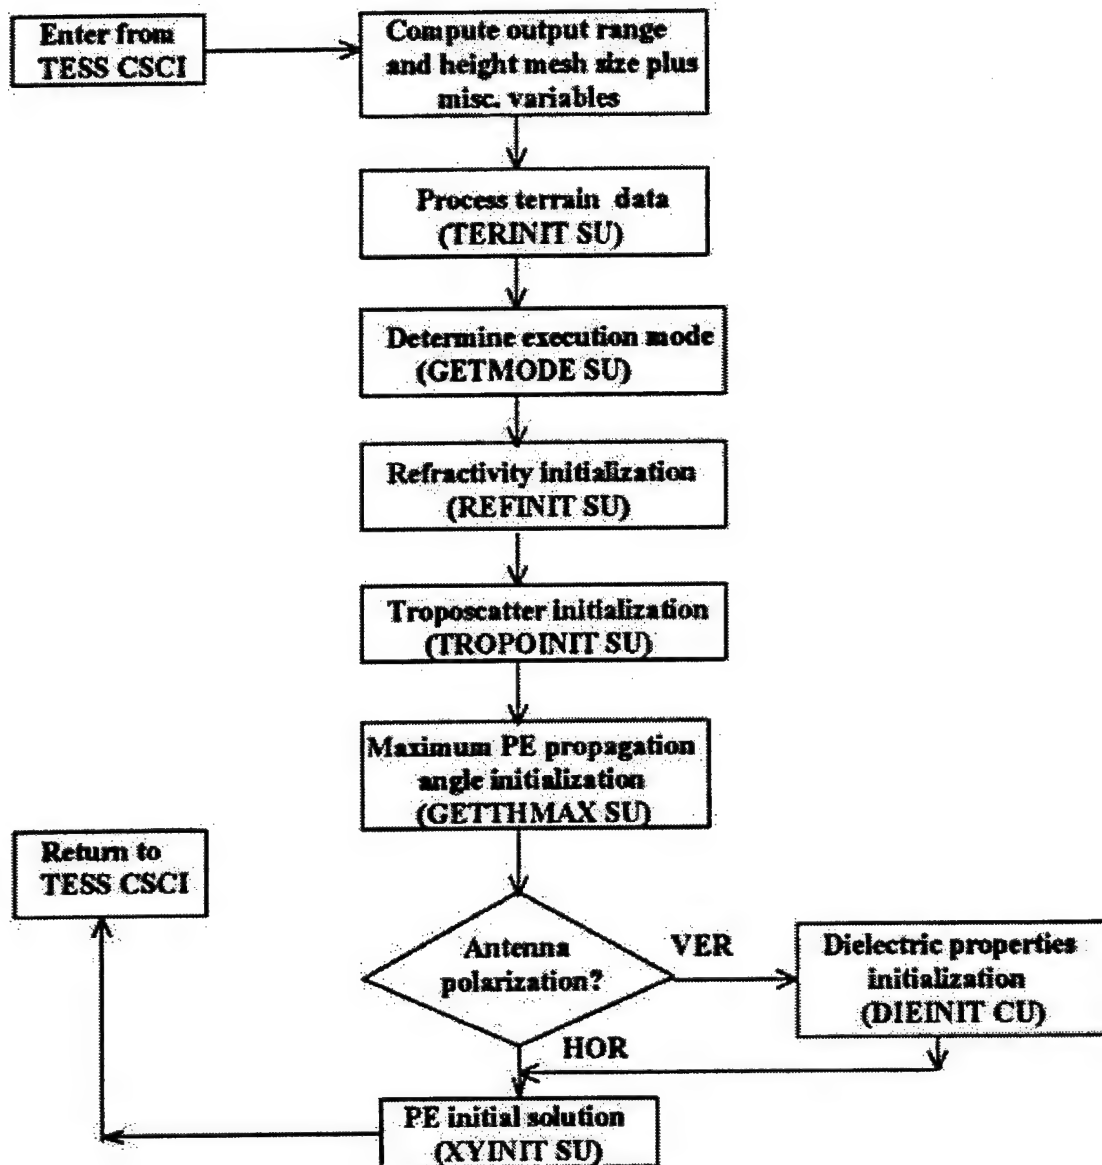 Enter from
TESS CSCI
Compute output range
and height mesh size plus
misc. variables
Process terrain data
(TERINIT SU)
Determine execution mode
(GETMODE SU)
Refractivity initialization
(REFINIT SU)
Troposcatter initialization
(TROPOINIT SU)
Maximum PE propagation
angle initialization
(GETTHMAX SU)
Return to
TESS CSCI
Antenna
polarization?
VER
Dielectric properties
initialization
(DIEINIT CU)
HOR
PE initial solution
(XYINIT SU)